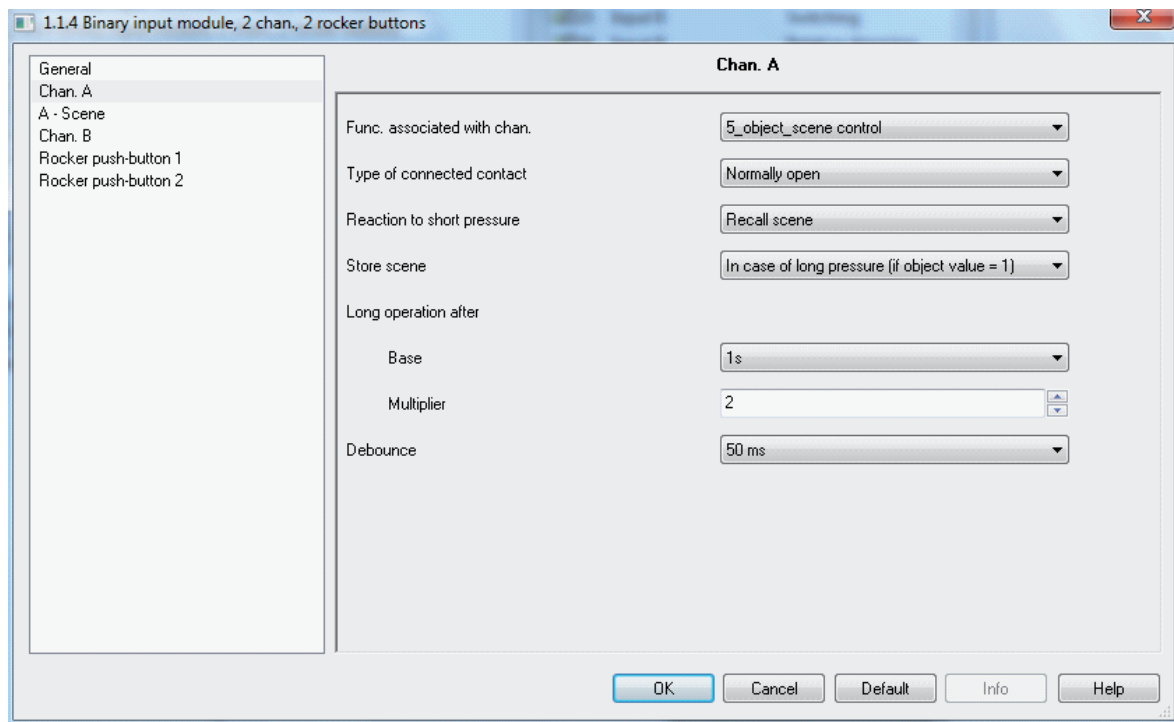 1.1.4 Binary input module, 2 chan., 2 rocker buttons
General
Chan. A
A - Scene
Chan. B
Rocker push-button 1
Rocker push-button 2
Chan. A
Func. associated with chan. 5_object_scene control
Type of connected contact Normally open
Reaction to short pressure Recall scene
Store scene In case of long pressure (if object value = 1)
Long operation after
Base 1s
Multiplier 2
Debounce 50 ms
OK Cancel Default Info Help